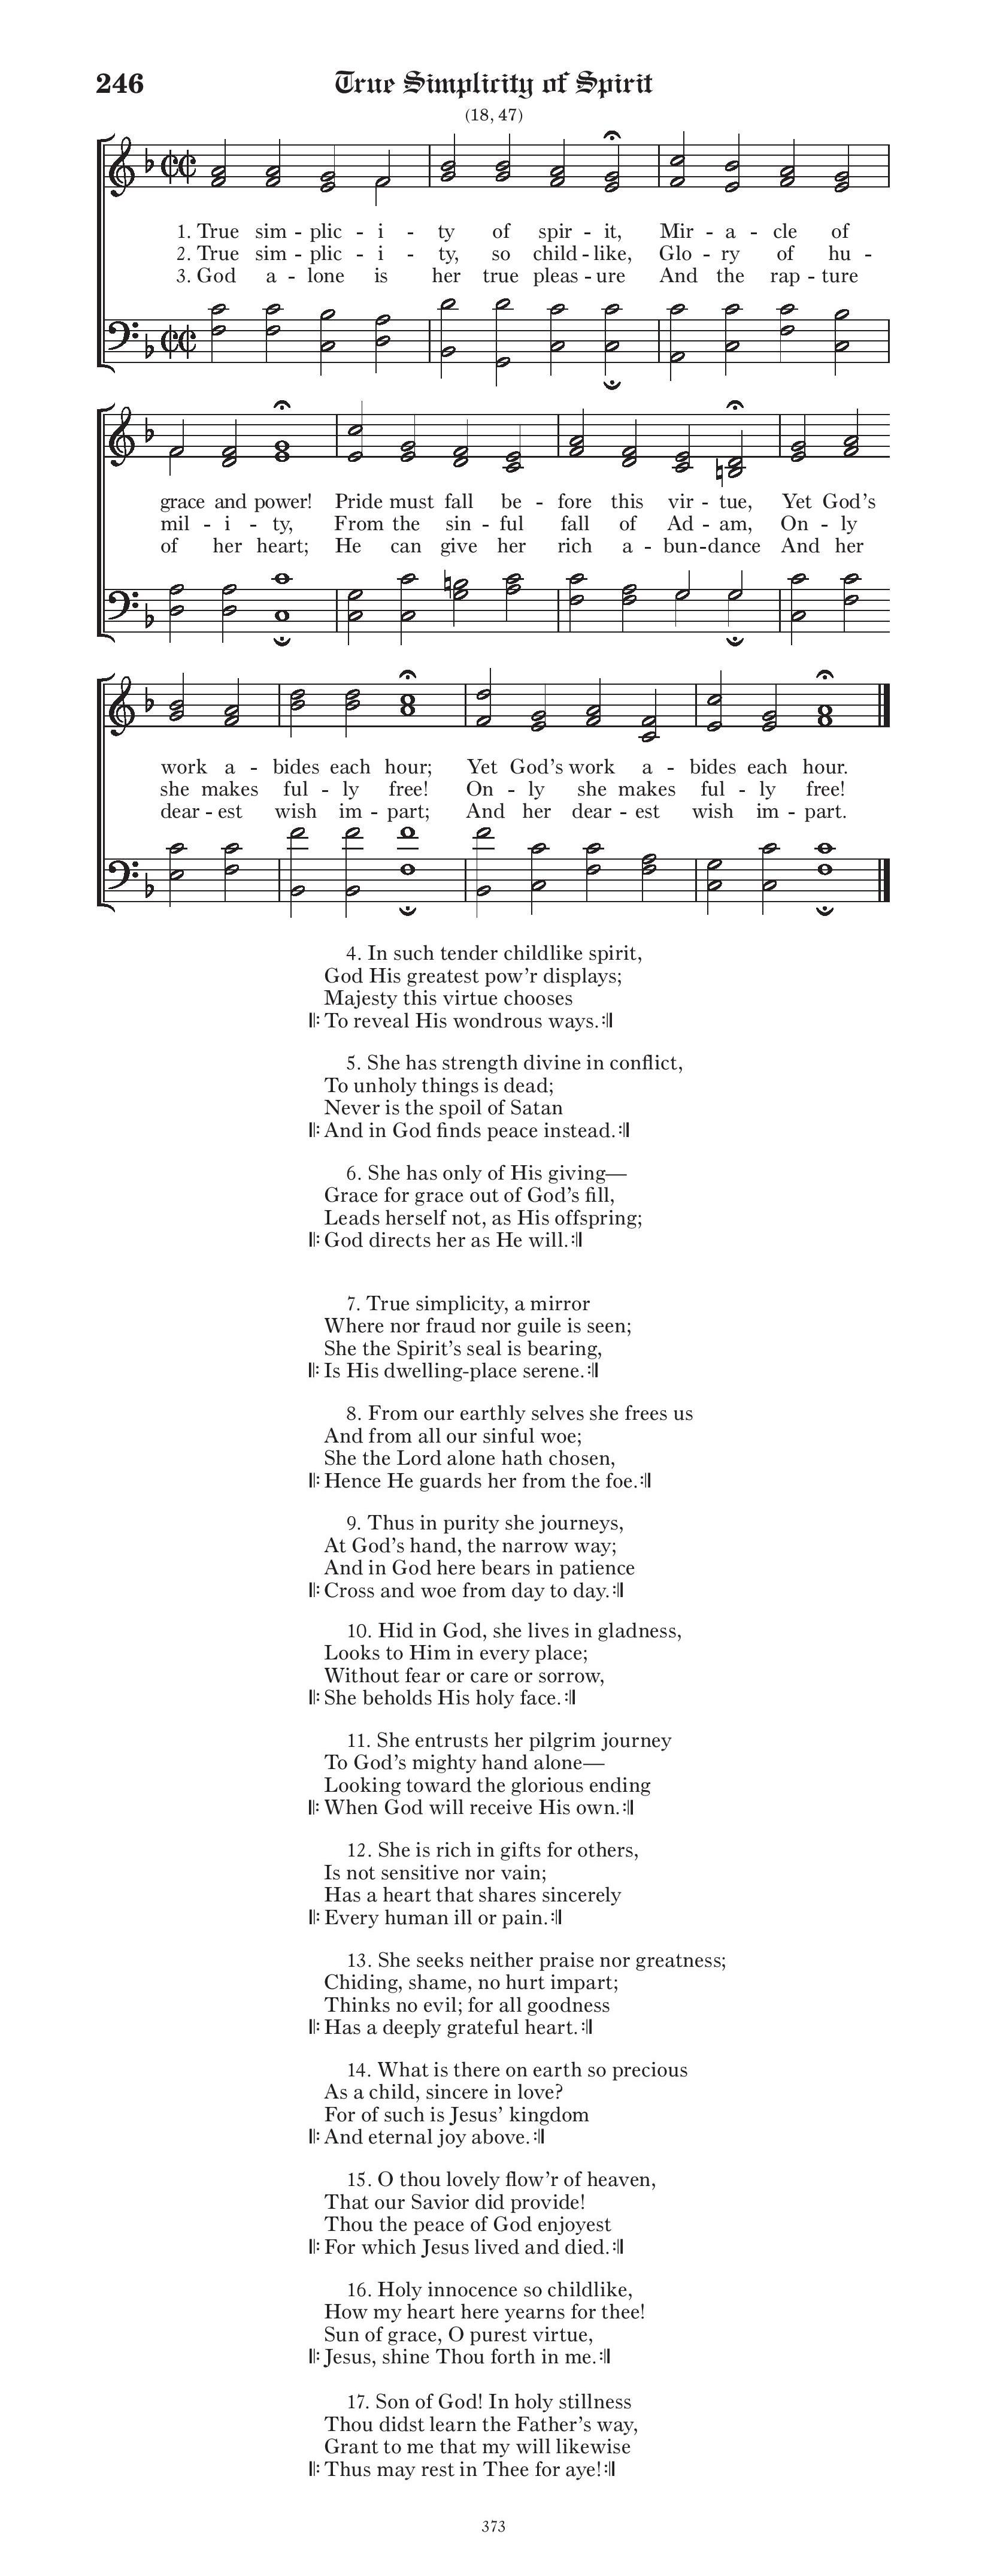 246
True Simplicity of Spirit
(18, 47)
1. True sim - plic - i - ty of spir - it, Mir - a - cle of
2. True sim - plic - i - ty, so child - like, Glo - ry of hu -
3. God a - lone is her true pleas - ure And the rap - ture
grace and power! Pride must fall be - fore this vir - tue, Yet God’s
mil - i - ty, From the sin - ful fall of Ad - am, On - ly
of her heart; He can give her rich a - bun - dance And her
work a - bides each hour; Yet God’s work a - bides each hour.
she makes ful - ly free! On - ly she makes ful - ly free!
dear - est wish im - part; And her dear - est wish im - part.
4. In such tender childlike spirit,
God His greatest pow’r displays;
Majesty this virtue chooses
𝄆 To reveal His wondrous ways. 𝄇
5. She has strength divine in conflict,
To unholy things is dead;
Never is the spoil of Satan
𝄆 And in God finds peace instead. 𝄇
6. She has only of His giving—
Grace for grace out of God’s fill,
Leads herself not, as His offspring;
𝄆 God directs her as He will. 𝄇
7. True simplicity, a mirror
Where nor fraud nor guile is seen;
She the Spirit’s seal is bearing,
𝄆 Is His dwelling-place serene. 𝄇
8. From our earthly selves she frees us
And from all our sinful woe;
She the Lord alone hath chosen,
𝄆 Hence He guards her from the foe. 𝄇
9. Thus in purity she journeys,
At God’s hand, the narrow way;
And in God here bears in patience
𝄆 Cross and woe from day to day. 𝄇
10. Hid in God, she lives in gladness,
Looks to Him in every place;
Without fear or care or sorrow,
𝄆 She beholds His holy face. 𝄇
11. She entrusts her pilgrim journey
To God’s mighty hand alone—
Looking toward the glorious ending
𝄆 When God will receive His own. 𝄇
12. She is rich in gifts for others,
Is not sensitive nor vain;
Has a heart that shares sincerely
𝄆 Every human ill or pain. 𝄇
13. She seeks neither praise nor greatness;
Chiding, shame, no hurt impart;
Thinks no evil; for all goodness
𝄆 Has a deeply grateful heart. 𝄇
14. What is there on earth so precious
As a child, sincere in love?
For of such is Jesus’ kingdom
𝄆 And eternal joy above. 𝄇
15. O thou lovely flow’r of heaven,
That our Savior did provide!
Thou the peace of God enjoyest
𝄆 For which Jesus lived and died. 𝄇
16. Holy innocence so childlike,
How my heart here yearns for thee!
Sun of grace, O purest virtue,
𝄆 Jesus, shine Thou forth in me. 𝄇
17. Son of God! In holy stillness
Thou didst learn the Father’s way,
Grant to me that my will likewise
𝄆 Thus may rest in Thee for aye! 𝄇
373